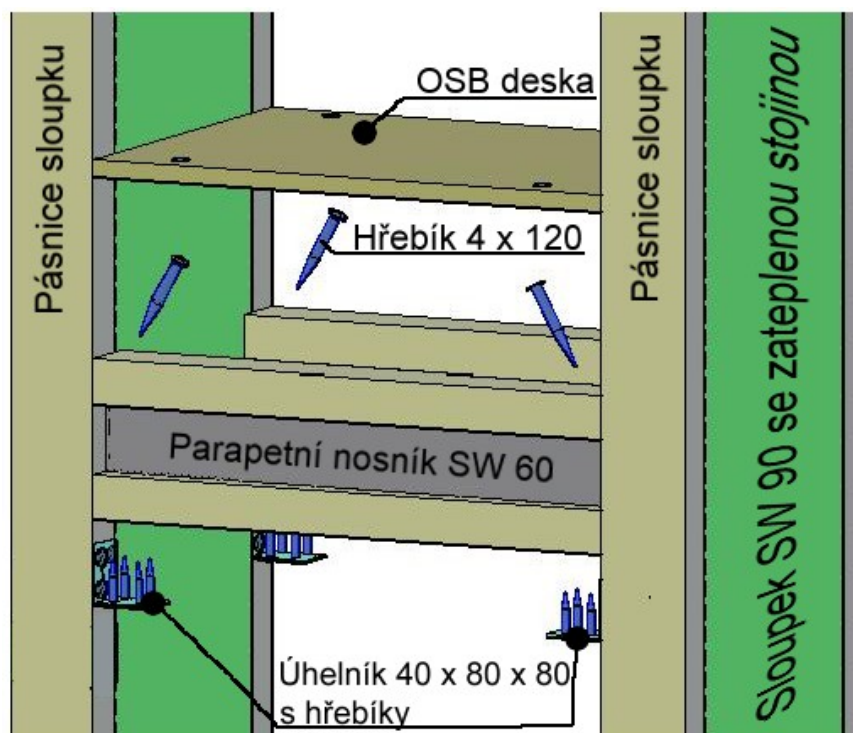 Pásnice sloupku
OSB deska
Hřebík 4 x 120
Parapetní nosník SW 60
Úhelník 40 x 80 x 80
s hřebíky
Pásnice sloupku
Sloupek SW 90 se zateplenou stojinou